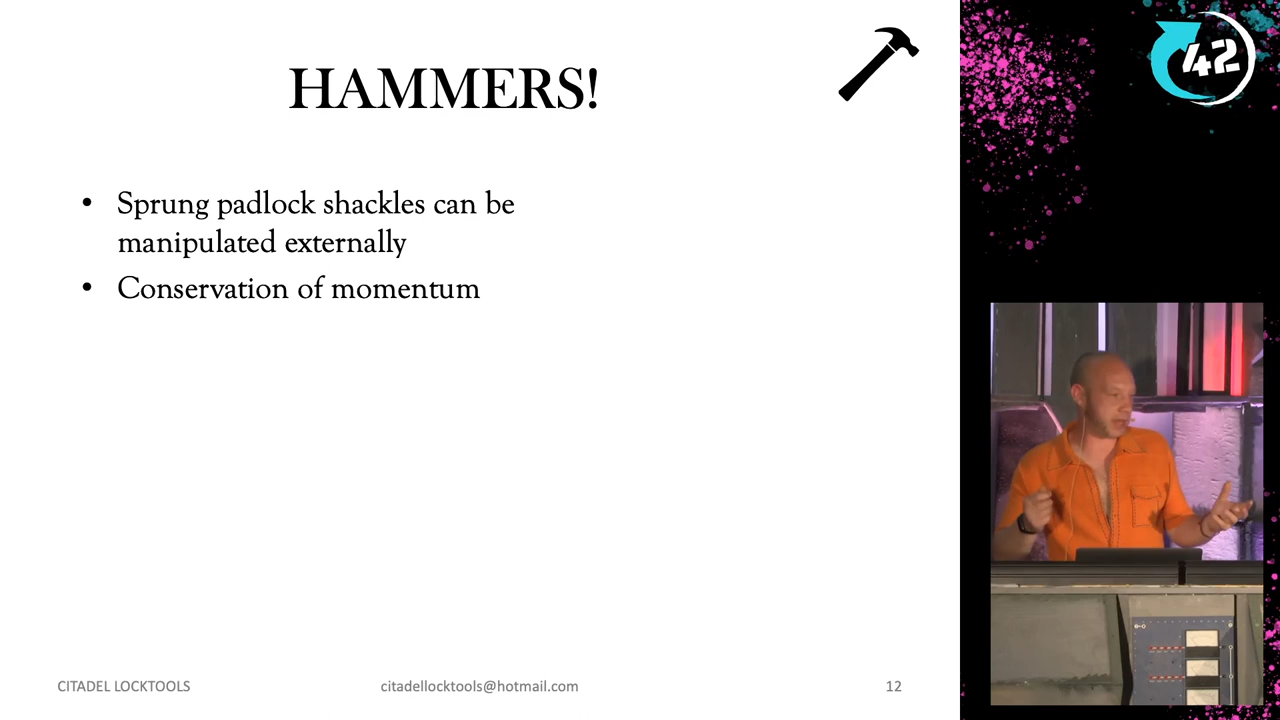 HAMMERS!
42
• Sprung padlock shackles can be
manipulated externally
• Conservation of momentum
CITADEL LOCKTOOLS
citadellocktools@hotmail.com
12